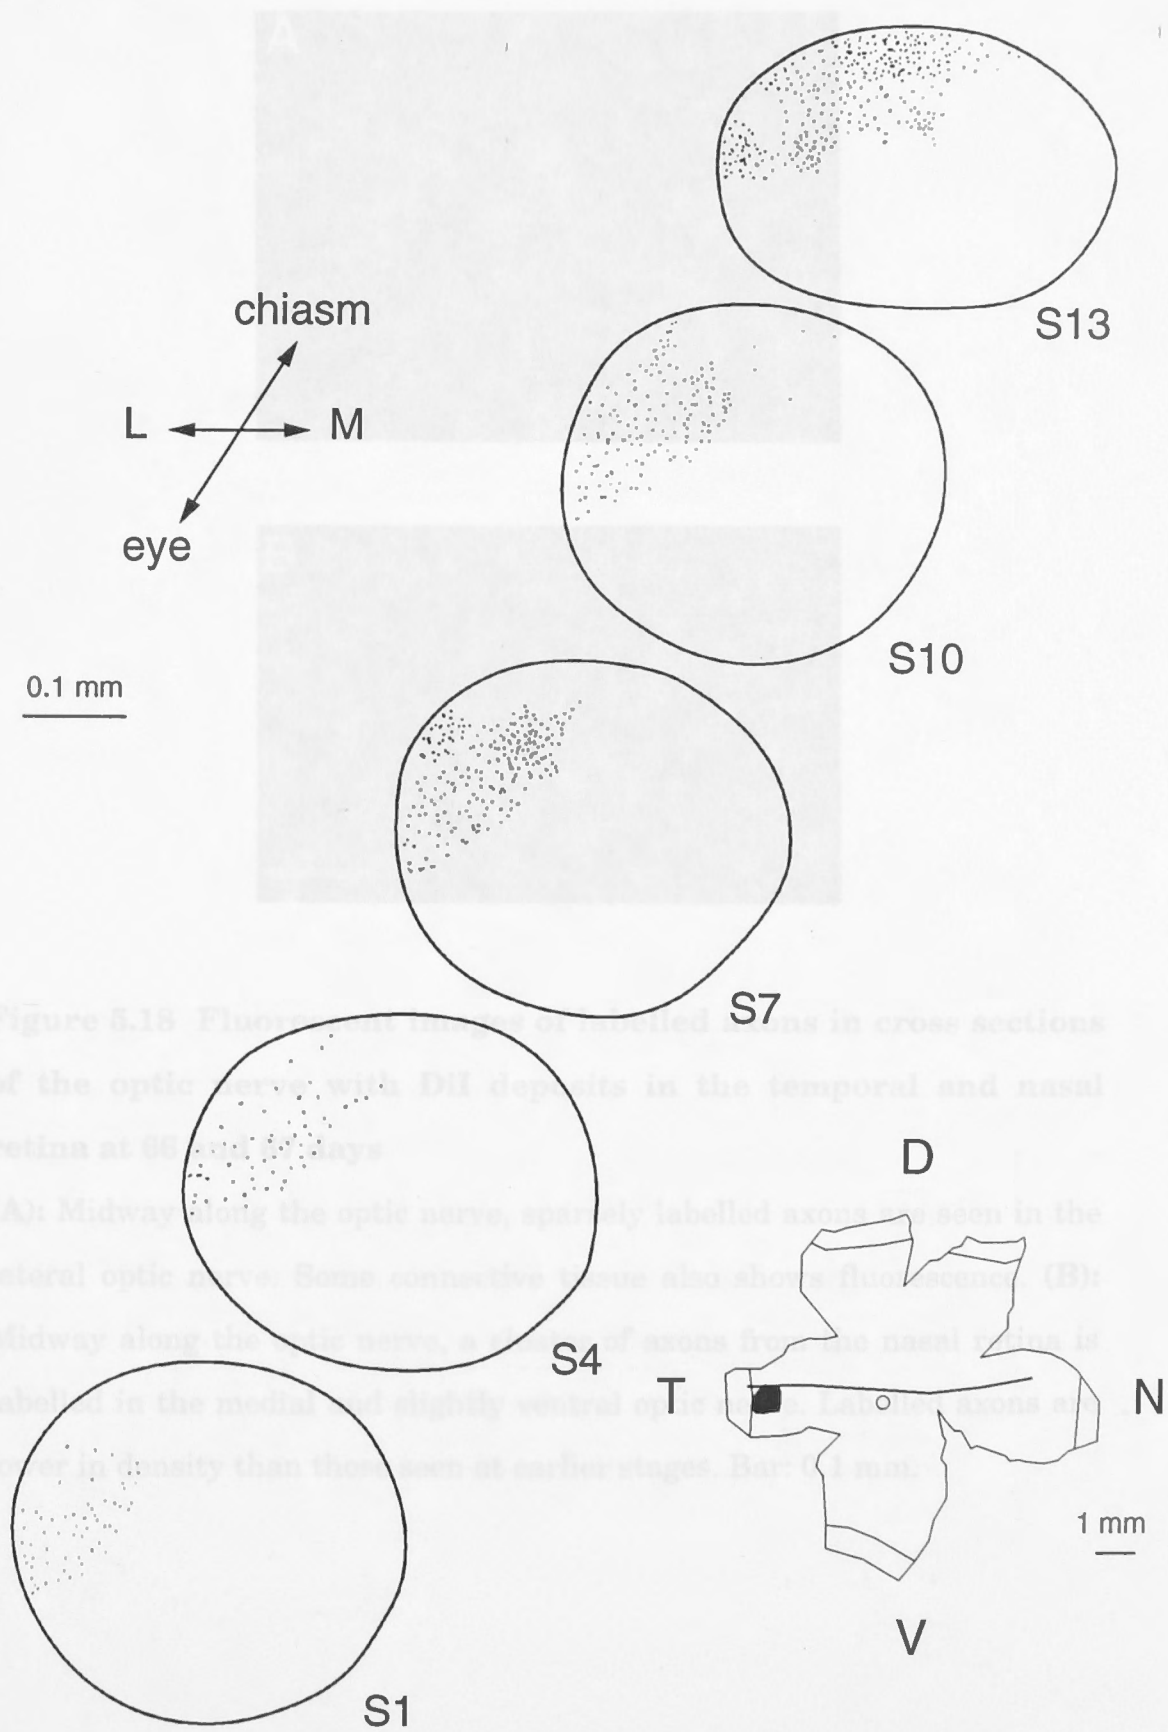 A
S13
chiasm
L M
eye
S10
0.1 mm
S7
Figure 5.18 Fluorescent images of labelled axons in cross sections
of the optic nerve with DiI deposits in the temporal and nasal
retina at 66 and 67 days
D
(A): Midway along the optic nerve, sparsely labelled axons are seen in the
lateral optic nerve. Some connective tissue also shows fluorescence. (B):
Midway along the optic nerve, a cluster of axons from the nasal retina is
S4
T N
labelled in the medial and slightly ventral optic nerve. Labelled axons are
lower in density than those seen at earlier stages. Bar: 0.1 mm.
1 mm
V
S1